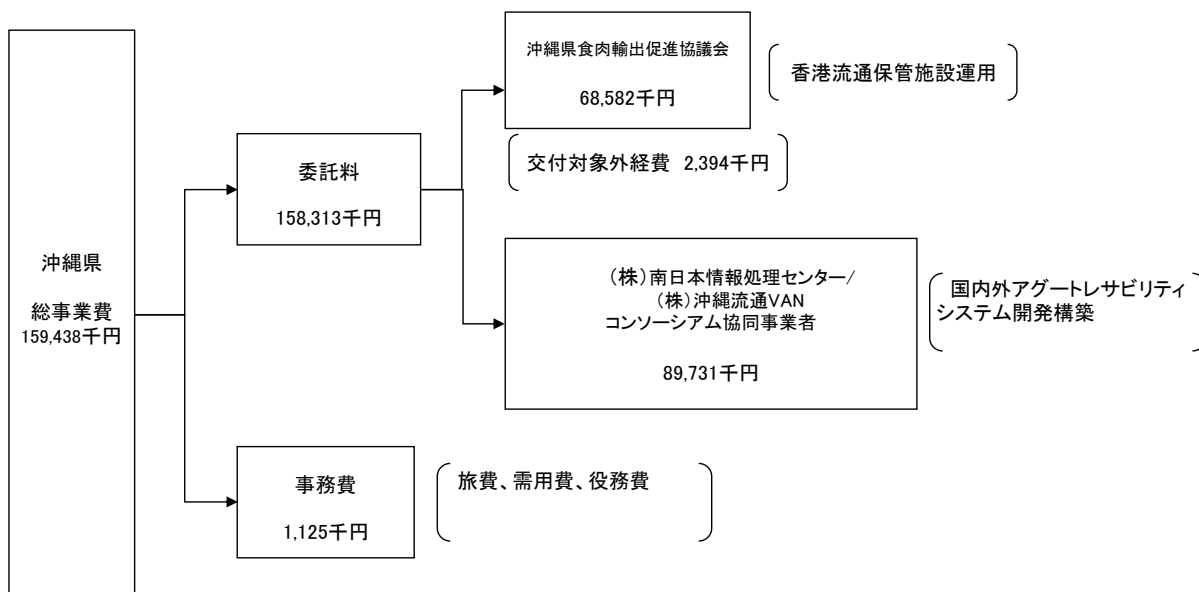 沖縄県
総事業費
159,438千円
委託料
158,313千円
沖縄県食肉輸出促進協議会
68,582千円
香港流通保管施設運用
交付対象外経費 2,394千円
（株）南日本情報処理センター/
（株）沖縄流通VAN
コンソーシアム協同事業者
89,731千円
国内外アグートレサビリティ
システム開発構築
事務費
1,125千円
旅費、需用費、役務費